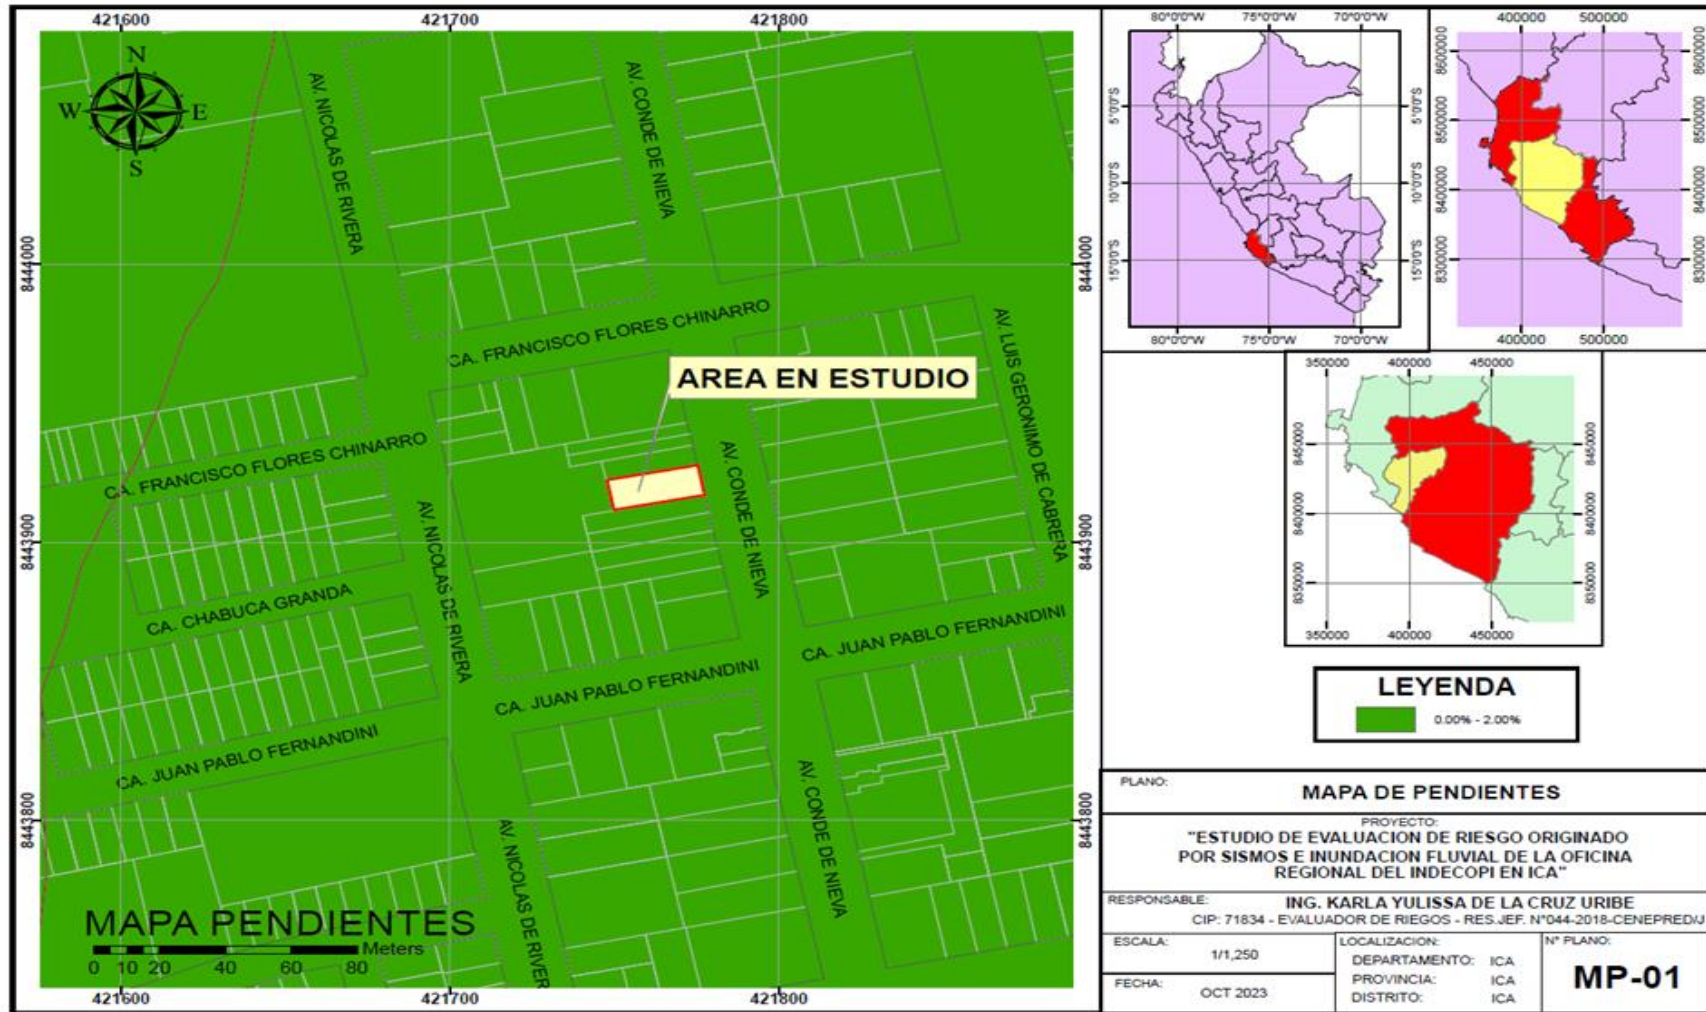 421600 421700 421800
8444000 8443900 8443800
8444000 8443900 8443800
421600 421700 421800
N
W E
S
AV. NICOLAS DE RIVERA
AV. CONDE DE NIEVA
CA. FRANCISCO FLORES CHINARRO
AV. LUIS GERONIMO DE CABRERA
AREA EN ESTUDIO
CA. FRANCISCO FLORES CHINARRO
AV. NICOLAS DE RIVERA
AV. CONDE DE NIEVA
CA. CHABUCA GRANDA
CA. JUAN PABLO FERNANDINI
CA. JUAN PABLO FERNANDINI
CA. JUAN PABLO FERNANDINI
AV. CONDE DE NIEVA
AV. NICOLAS DE RIVER
MAPA PENDIENTES
Meters
0 10 20 40 60 80
80°0'0"W 75°0'0"W 70°0'0"W
5°0'0"S 10°0'0"S 15°0'0"S
5°0'0"S 10°0'0"S 15°0'0"S
80°0'0"W 75°0'0"W 70°0'0"W
400000 500000
8600000 8500000 8400000 8300000
8600000 8500000 8400000 8300000
400000 500000
350000 400000 450000
8450000 8400000 8350000
8450000 8400000 8350000
350000 400000 450000
LEYENDA
0.00% - 2.00%
PLANO:
MAPA DE PENDIENTES
PROYECTO:
"ESTUDIO DE EVALUACION DE RIESGO ORIGINADO
POR SISMOS E INUNDACION FLUVIAL DE LA OFICINA
REGIONAL DEL INDECOPI EN ICA"
RESPONSABLE: ING. KARLA YULISSA DE LA CRUZ URIBE
CIP: 71834 - EVALUADOR DE RIEGOS - RES.JEF. N°044-2018-CENEPRED/J
ESCALA:
1/1,250
FECHA:
OCT 2023
LOCALIZACION:
DEPARTAMENTO: ICA
PROVINCIA: ICA
DISTRITO: ICA
N° PLANO:
MP-01